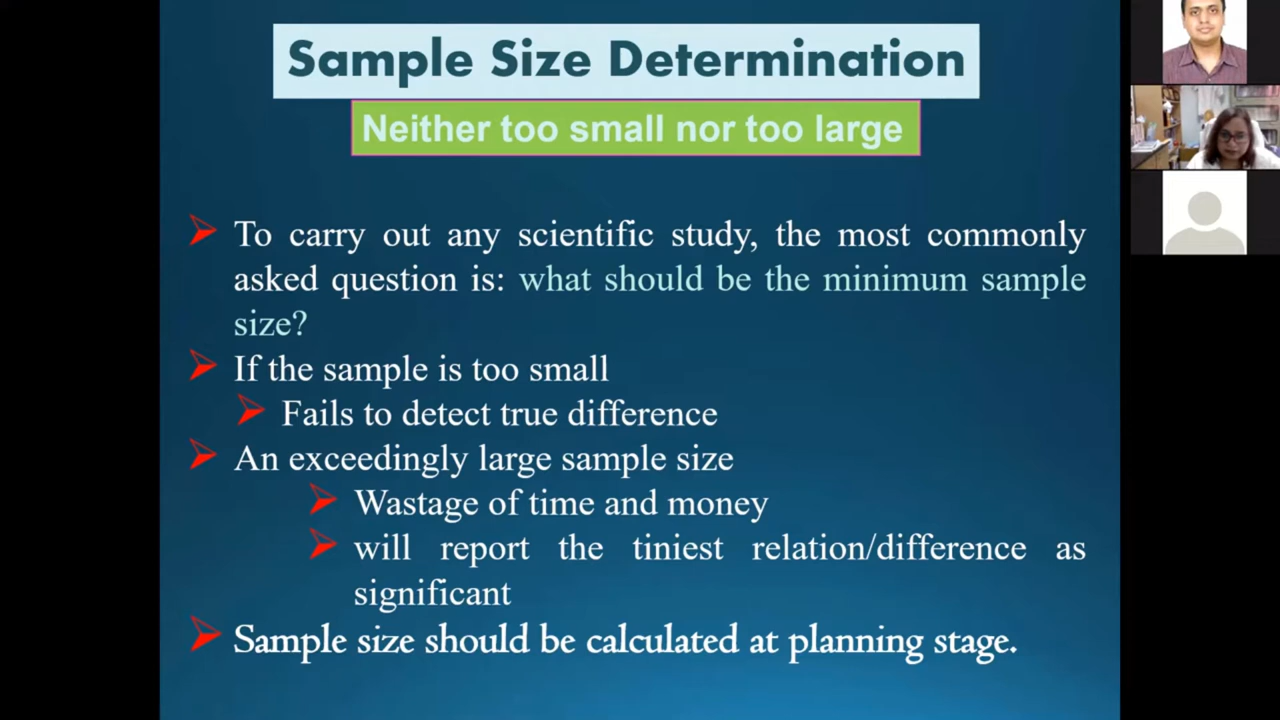 Sample Size Determination
Neither too small nor too large
To carry out any scientific study, the most commonly
asked question is: what should be the minimum sample
size?
If the sample is too small
Fails to detect true difference
An exceedingly large sample size
Wastage of time and money
will report the tiniest relation/difference as
significant
Sample size should be calculated at planning stage.